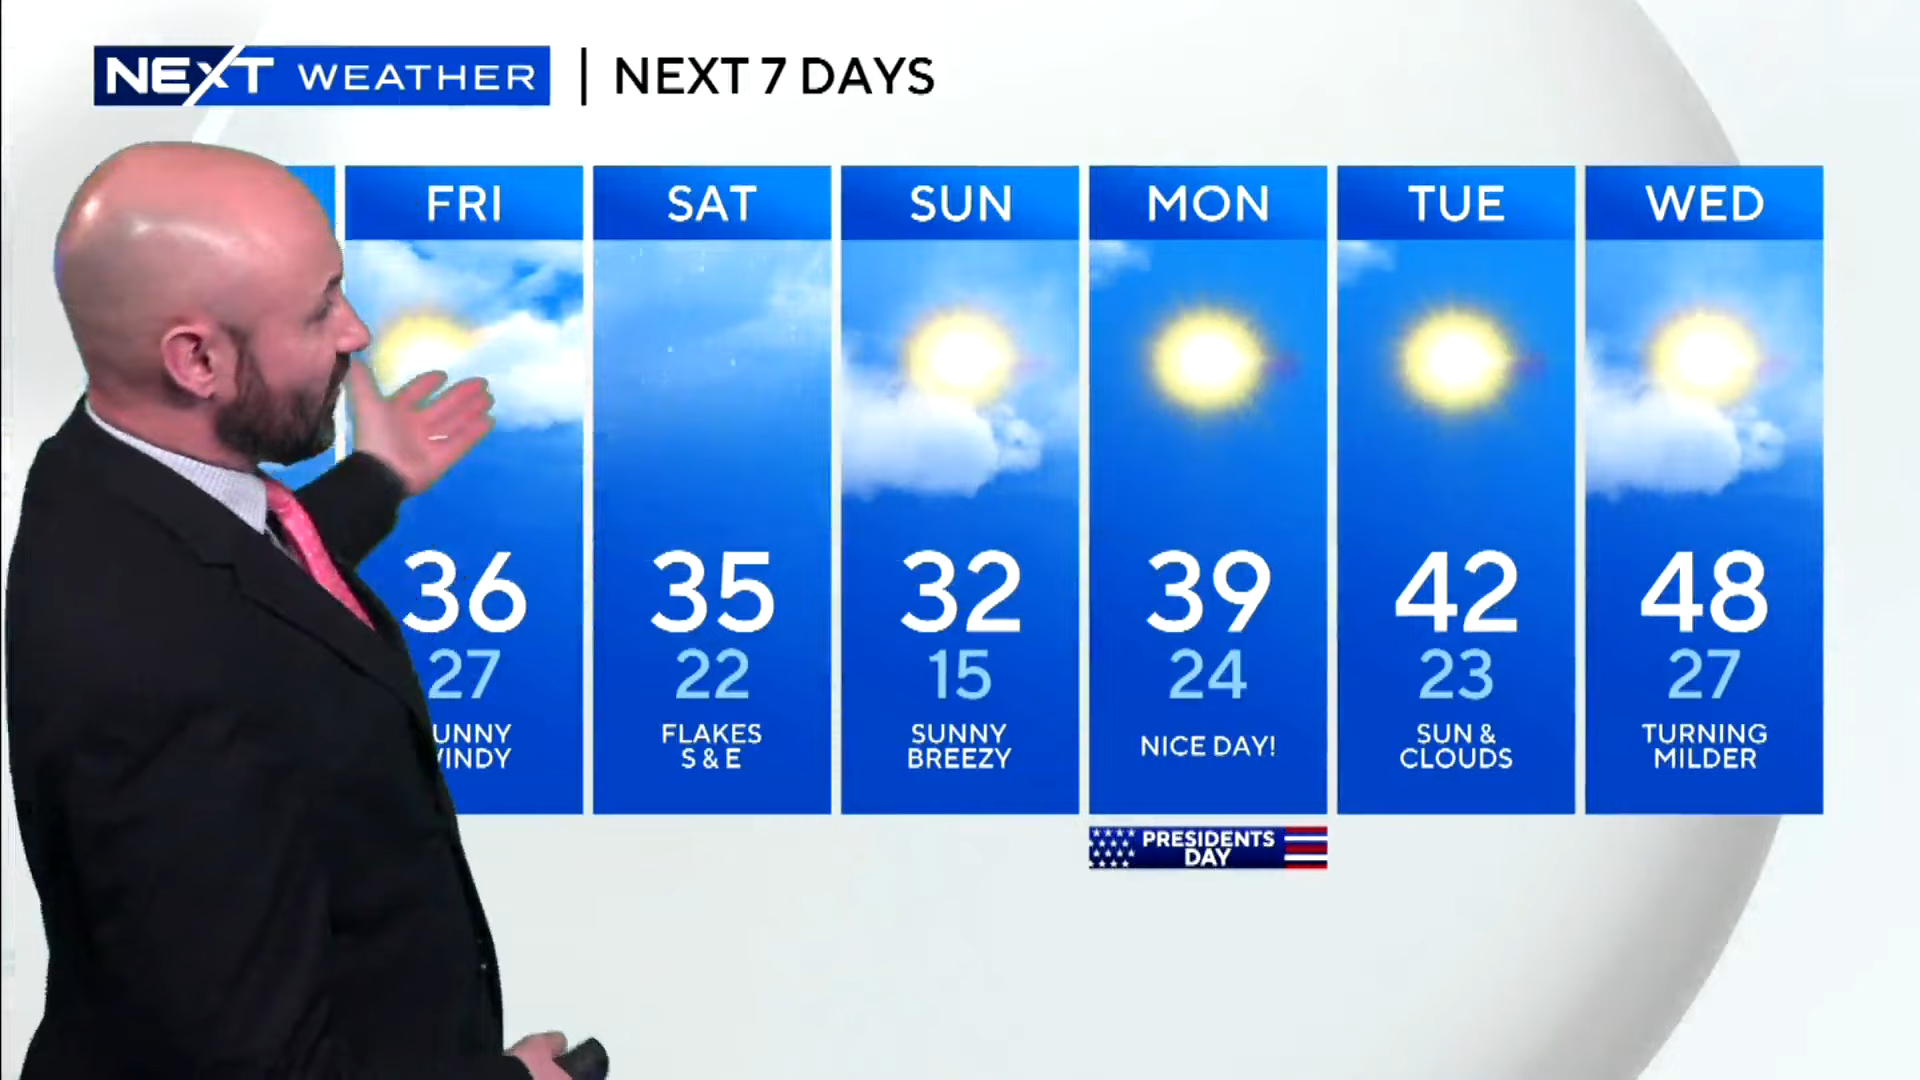 NEXT WEATHER | NEXT 7 DAYS
FRI SAT SUN MON TUE WED
36 35 32 39 42 48
27 22 15 24 23 27
FLAKES SUNNY NICE DAY! SUN & TURNING
S & E BREEZY CLOUDS MILDER
PRESIDENTS
DAY